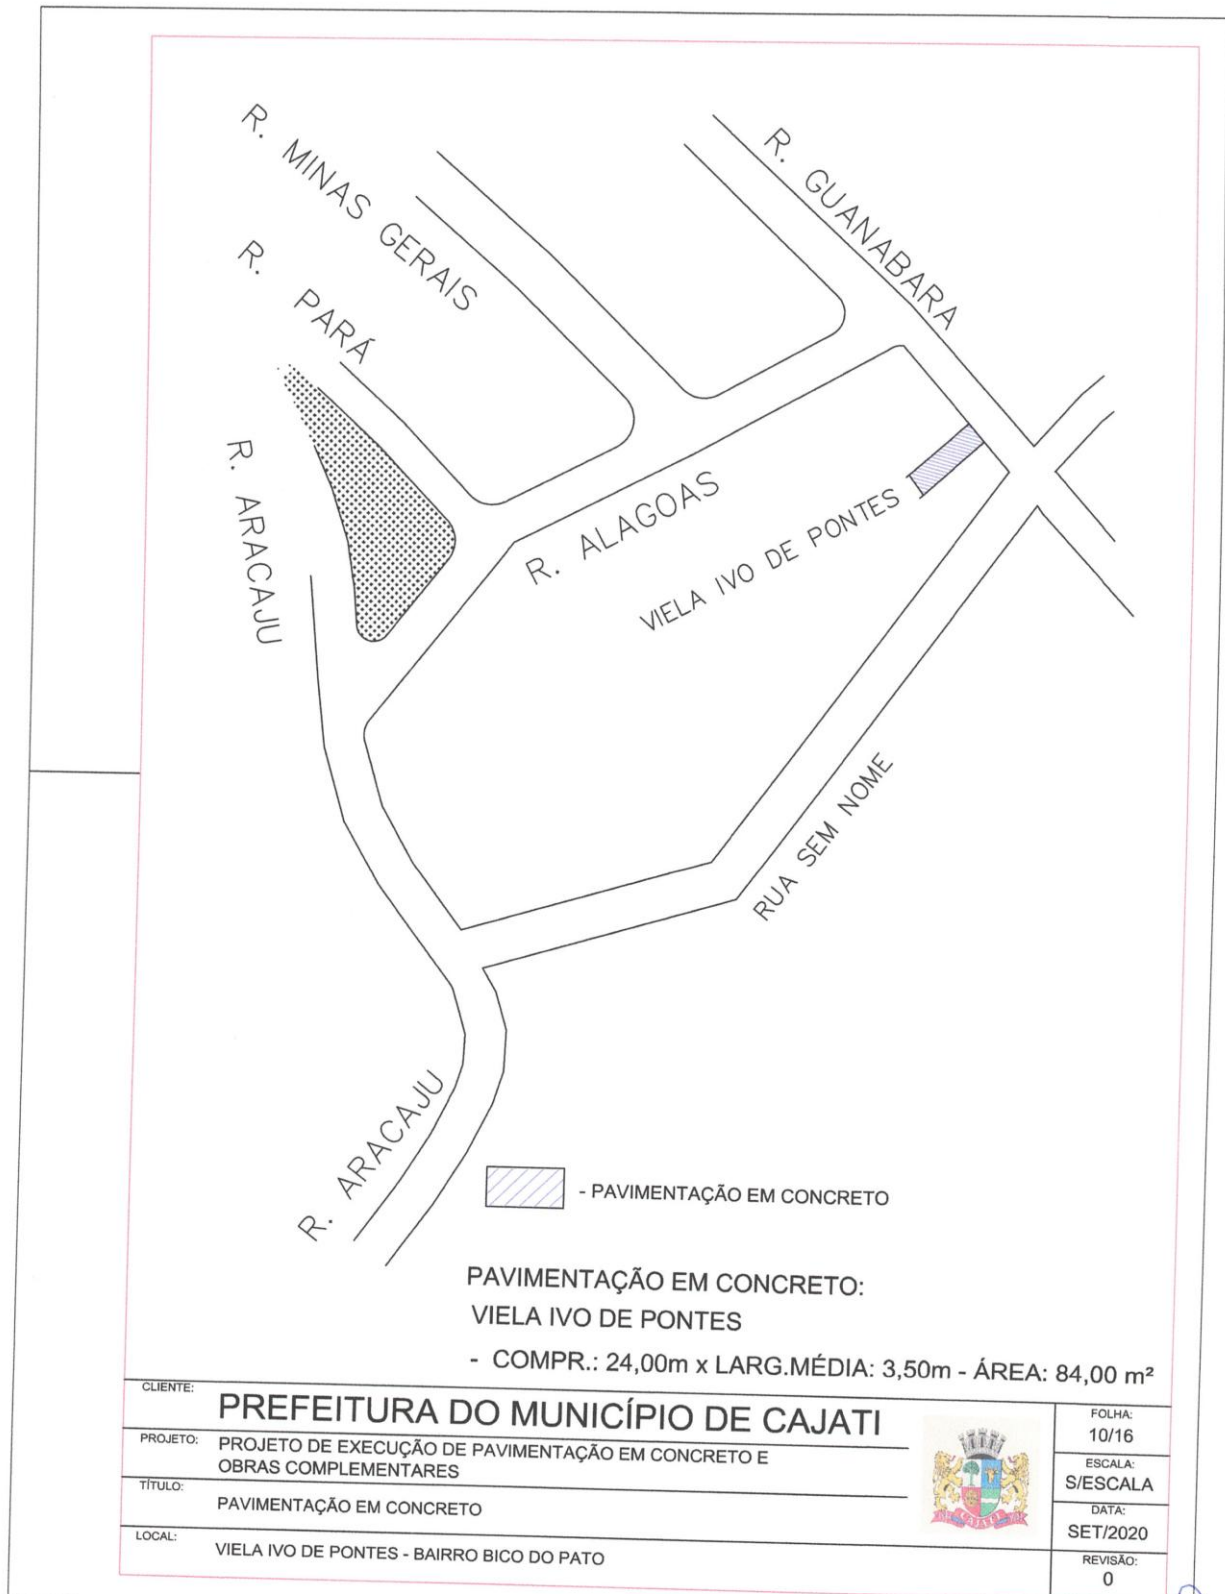 R. MINAS GERAIS
R. GUANABARA
R. PARÁ
R. ARACAJU
R. ALAGOAS
VIELA IVO DE PONTES
RUA SEM NOME
R. ARACAJU
- PAVIMENTAÇÃO EM CONCRETO
PAVIMENTAÇÃO EM CONCRETO:
VIELA IVO DE PONTES
- COMPR.: 24,00m x LARG.MÉDIA: 3,50m - ÁREA: 84,00 m²
CLIENTE:
PREFEITURA DO MUNICÍPIO DE CAJATI
PROJETO:
PROJETO DE EXECUÇÃO DE PAVIMENTAÇÃO EM CONCRETO E
OBRAS COMPLEMENTARES
TÍTULO:
PAVIMENTAÇÃO EM CONCRETO
LOCAL:
VIELA IVO DE PONTES - BAIRRO BICO DO PATO
CAJATI
FOLHA:
10/16
ESCALA:
S/ESCALA
DATA:
SET/2020
REVISÃO:
0